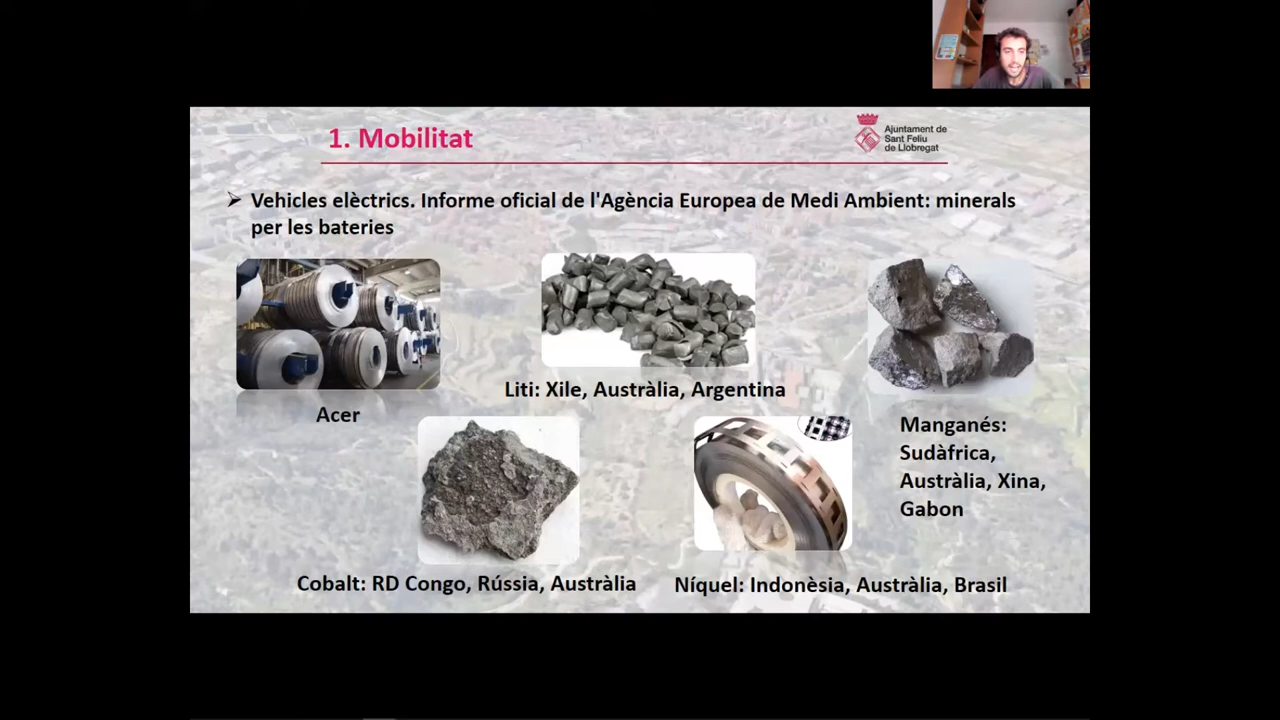 1. Mobilitat
Ajuntament de
Sant Feliu
de Llobregat
Vehicles elèctrics. Informe oficial de l'Agència Europea de Medi Ambient: minerals
per les bateries
Liti: Xile, Austràlia, Argentina
Acer
Manganés:
Sudàfrica,
Austràlia, Xina,
Gabon
Cobalt: RD Congo, Rússia, Austràlia
Níquel: Indonèsia, Austràlia, Brasil